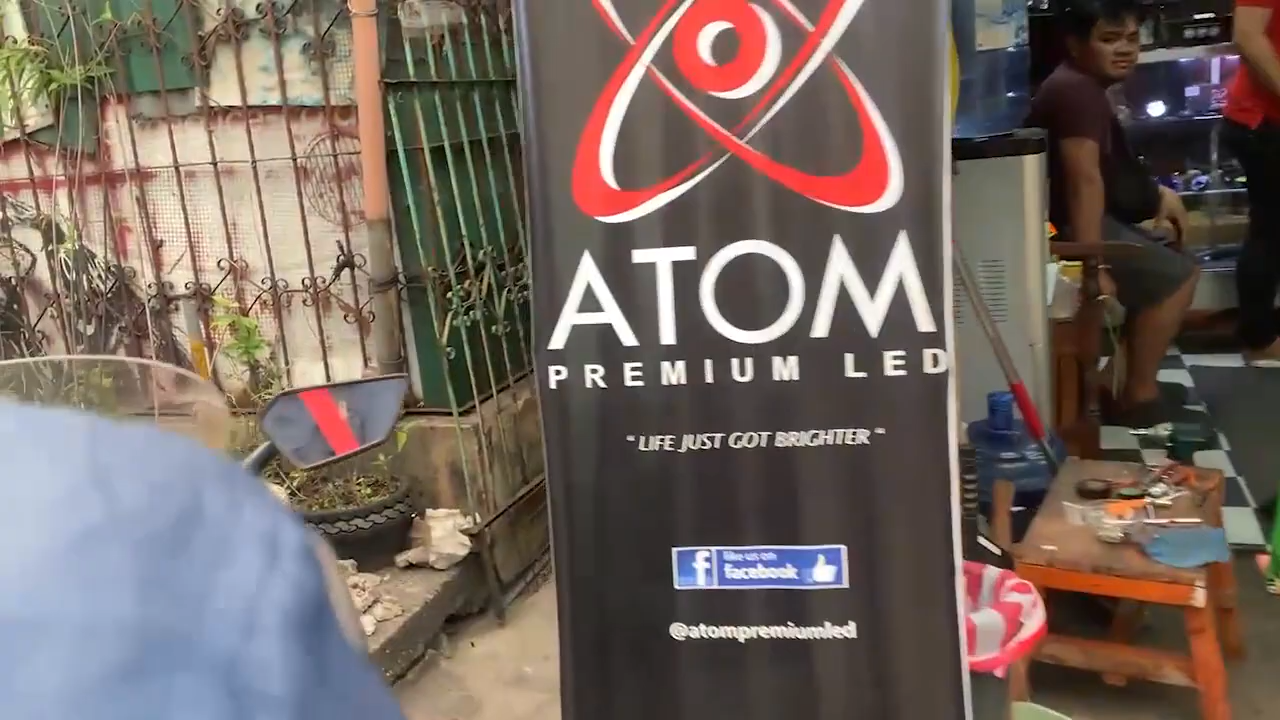 ATOM
PREMIUM LED
"LIFE JUST GOT BRIGHTER"
f like us on
facebook
@atompremiumled